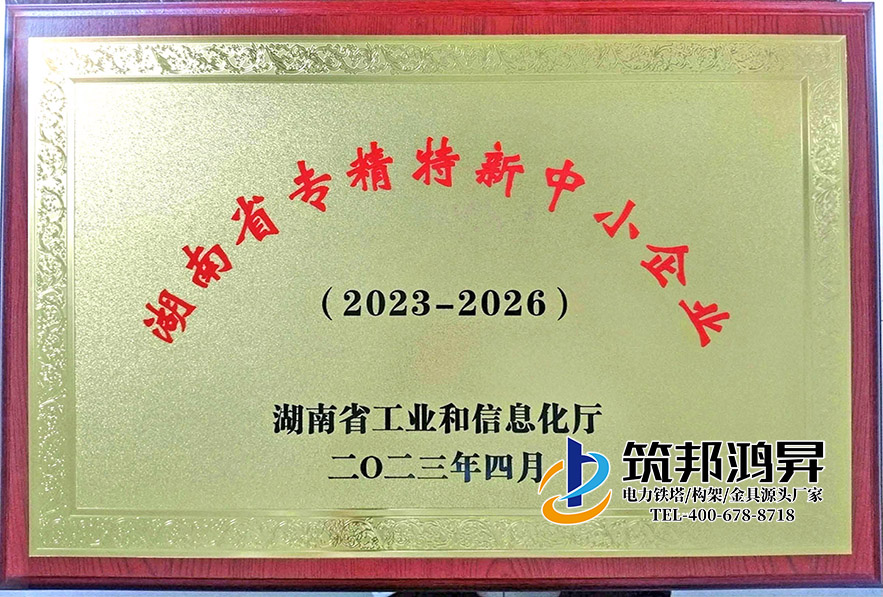 湖南省专精特新中小企业
（2023-2026）
湖南省工业和信息化厅
二〇二三年四月
筑邦鸿昇
电力铁塔/构架/金具源头厂家
TEL-400-678-8718